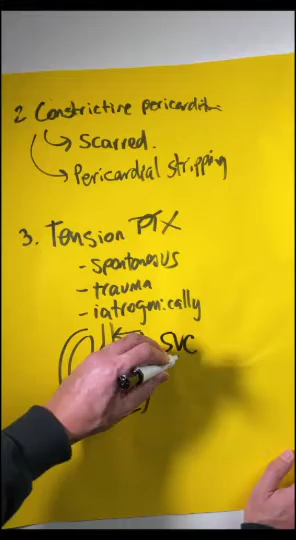 2 Constrictive pericarditis
→ Scarred.
→ Pericardial stripping
3. Tension PTX
- spontaneous
- trauma
- iatrogenically
SVC